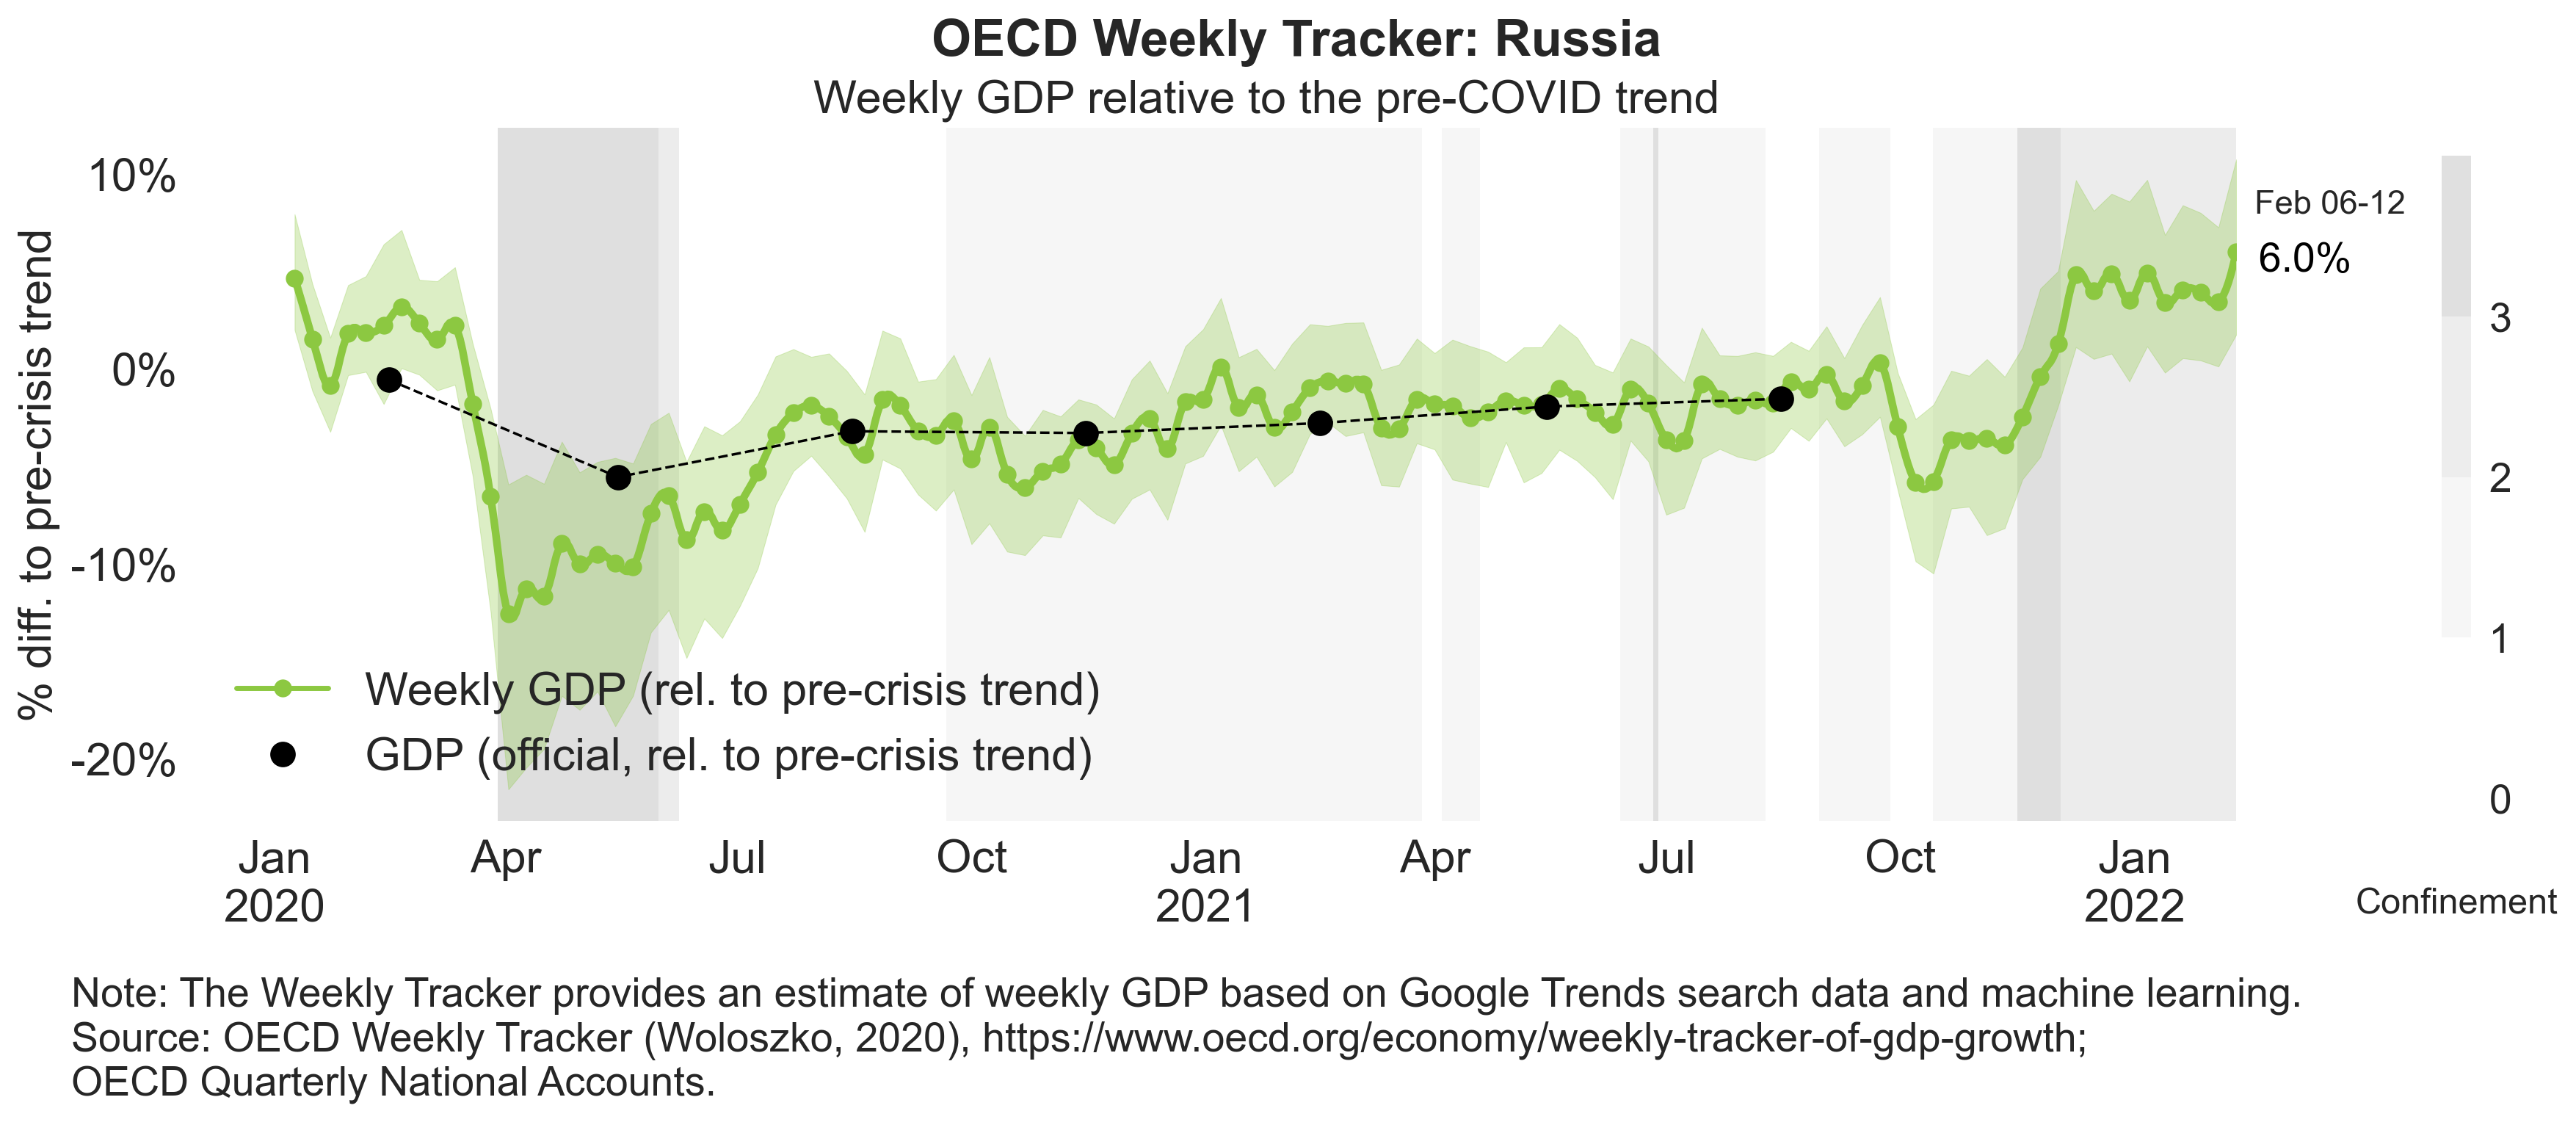 OECD Weekly Tracker: Russia
Weekly GDP relative to the pre-COVID trend
% diff. to pre-crisis trend
10%
0%
-10%
-20%
Feb 06-12
6.0%
3
2
1
0
Confinement
Weekly GDP (rel. to pre-crisis trend)
GDP (official, rel. to pre-crisis trend)
Jan Apr Jul Oct Jan Apr Jul Oct Jan
2020 2021 2022
Note: The Weekly Tracker provides an estimate of weekly GDP based on Google Trends search data and machine learning.
Source: OECD Weekly Tracker (Woloszko, 2020), https://www.oecd.org/economy/weekly-tracker-of-gdp-growth;
OECD Quarterly National Accounts.